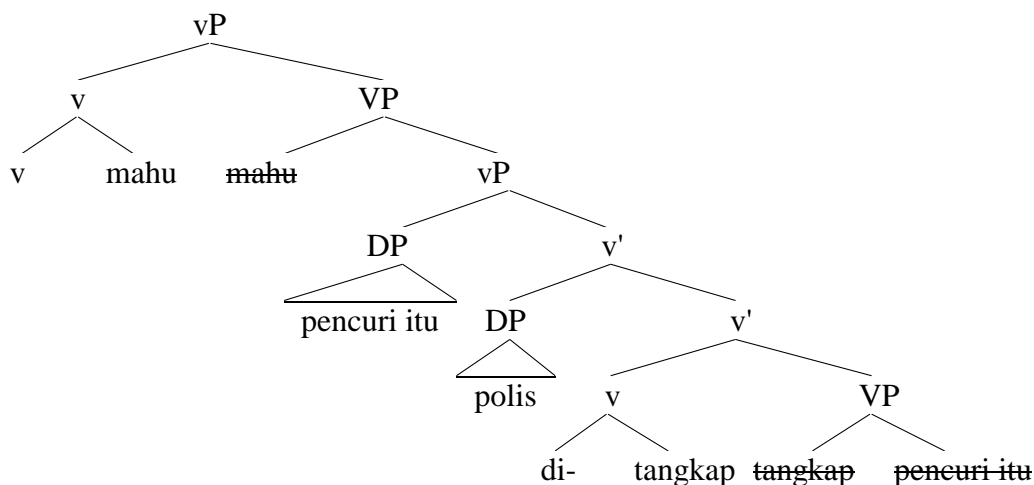 vP
v VP
v mahu ~~mahu~~ vP
DP v'
pencuri itu DP v'
polis v VP
di- tangkap ~~tangkap~~ ~~pencuri itu~~